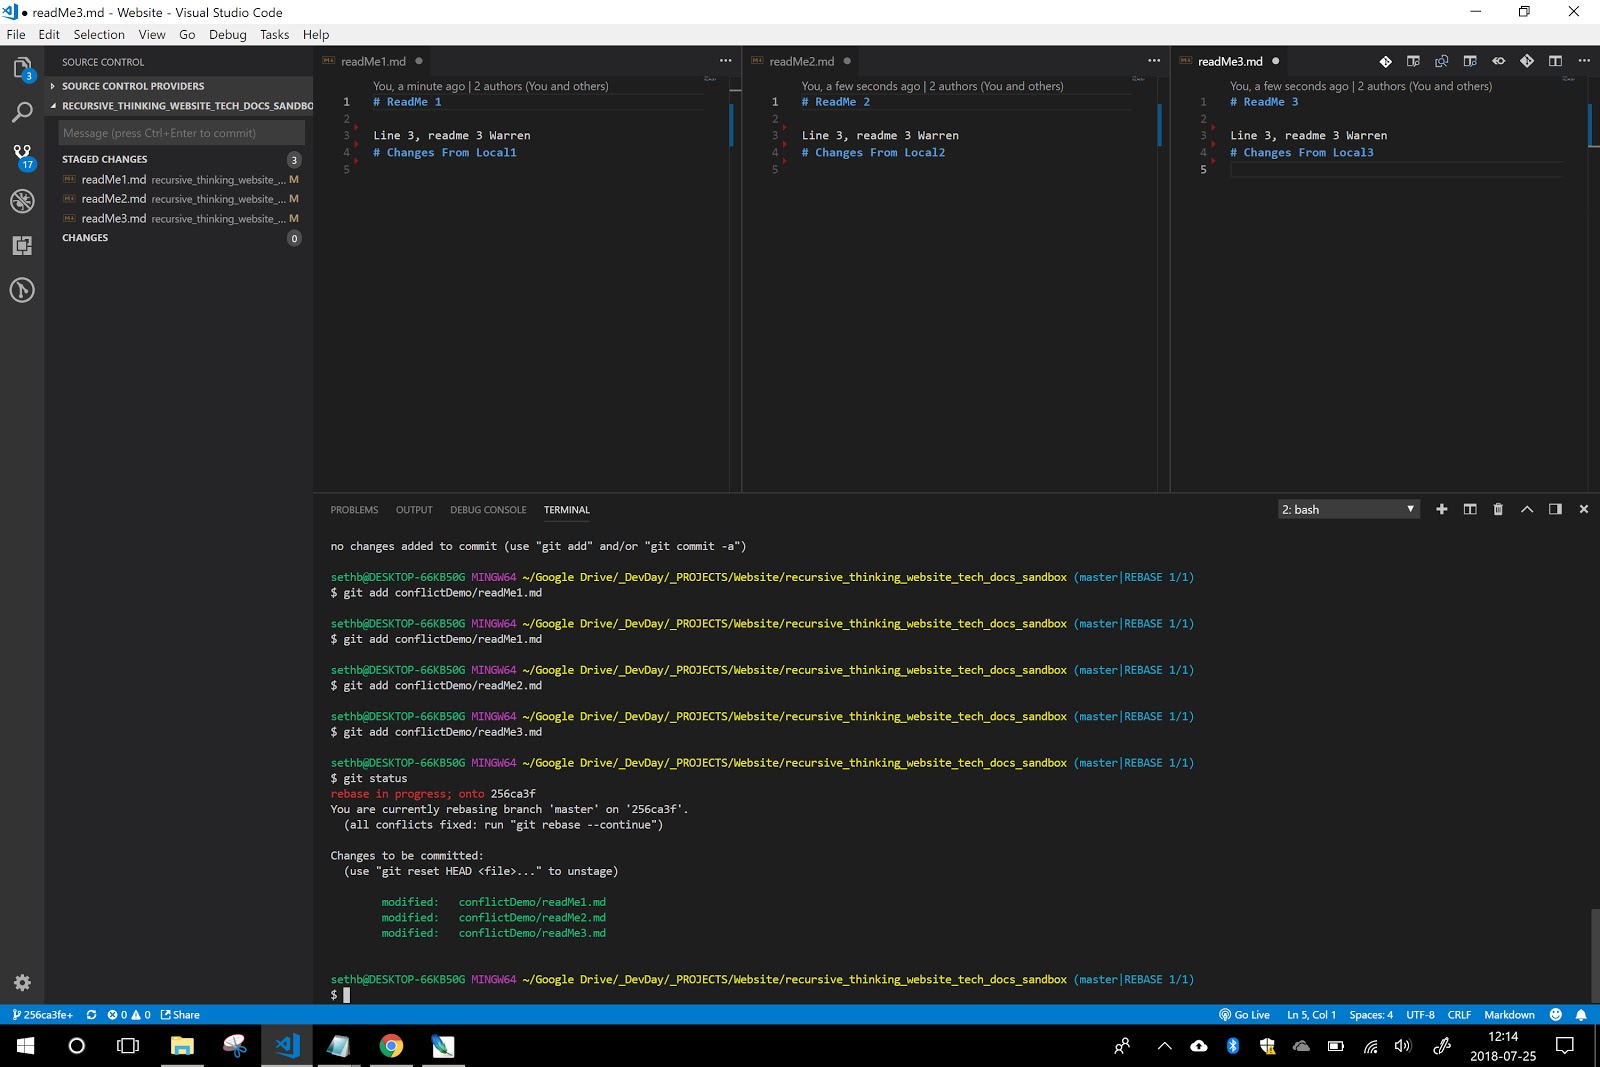 ● readMe3.md - Website - Visual Studio Code
File Edit Selection View Go Debug Tasks Help
SOURCE CONTROL
SOURCE CONTROL PROVIDERS
RECURSIVE_THINKING_WEBSITE_TECH_DOCS_SANDBO
Message (press Ctrl+Enter to commit)
STAGED CHANGES 3
readMe1.md recursive_thinking_website_... M
readMe2.md recursive_thinking_website_... M
readMe3.md recursive_thinking_website_... M
CHANGES 0
3
17
readMe1.md ● ...
You, a minute ago | 2 authors (You and others)
1 # ReadMe 1
2
3 Line 3, readme 3 Warren
4 # Changes From Local1
5
readMe2.md ● ...
You, a few seconds ago | 2 authors (You and others)
1 # ReadMe 2
2
3 Line 3, readme 3 Warren
4 # Changes From Local2
5
readMe3.md ● ...
You, a few seconds ago | 2 authors (You and others)
1 # ReadMe 3
2
3 Line 3, readme 3 Warren
4 # Changes From Local3
5
PROBLEMS OUTPUT DEBUG CONSOLE TERMINAL 2: bash
no changes added to commit (use "git add" and/or "git commit -a")
sethb@DESKTOP-66KB50G MINGW64 ~/Google Drive/_DevDay/_PROJECTS/Website/recursive_thinking_website_tech_docs_sandbox (master|REBASE 1/1)
$ git add conflictDemo/readMe1.md
sethb@DESKTOP-66KB50G MINGW64 ~/Google Drive/_DevDay/_PROJECTS/Website/recursive_thinking_website_tech_docs_sandbox (master|REBASE 1/1)
$ git add conflictDemo/readMe1.md
sethb@DESKTOP-66KB50G MINGW64 ~/Google Drive/_DevDay/_PROJECTS/Website/recursive_thinking_website_tech_docs_sandbox (master|REBASE 1/1)
$ git add conflictDemo/readMe2.md
sethb@DESKTOP-66KB50G MINGW64 ~/Google Drive/_DevDay/_PROJECTS/Website/recursive_thinking_website_tech_docs_sandbox (master|REBASE 1/1)
$ git add conflictDemo/readMe3.md
sethb@DESKTOP-66KB50G MINGW64 ~/Google Drive/_DevDay/_PROJECTS/Website/recursive_thinking_website_tech_docs_sandbox (master|REBASE 1/1)
$ git status
rebase in progress; onto 256ca3f
You are currently rebasing branch 'master' on '256ca3f'.
(all conflicts fixed: run "git rebase --continue")
Changes to be committed:
(use "git reset HEAD <file>..." to unstage)
modified: conflictDemo/readMe1.md
modified: conflictDemo/readMe2.md
modified: conflictDemo/readMe3.md
sethb@DESKTOP-66KB50G MINGW64 ~/Google Drive/_DevDay/_PROJECTS/Website/recursive_thinking_website_tech_docs_sandbox (master|REBASE 1/1)
$
256ca3fe+ 0 0 Share Go Live Ln 5, Col 1 Spaces: 4 UTF-8 CRLF Markdown
12:14
2018-07-25